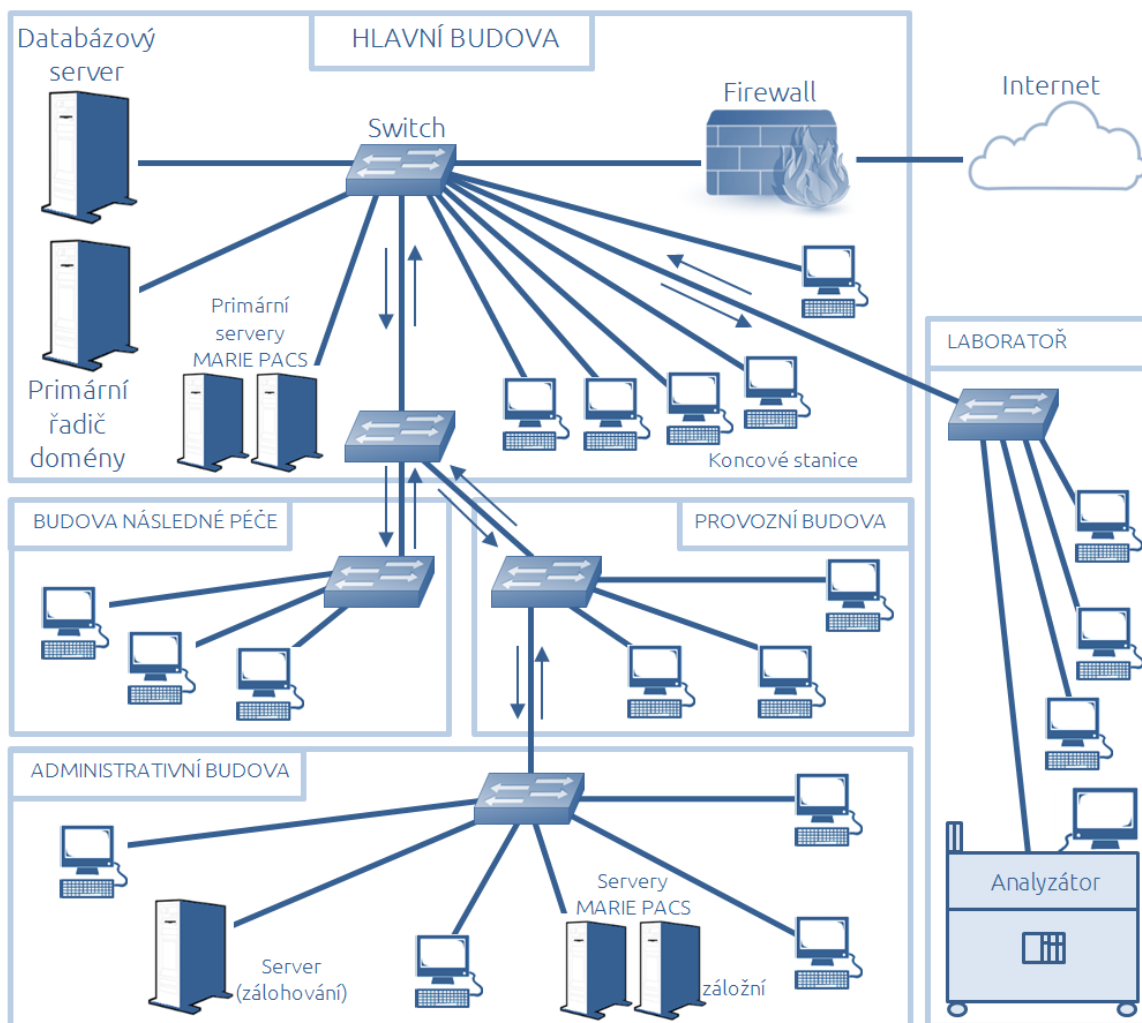 HLAVNÍ BUDOVA
Databázový
server
Switch
Firewall
Internet
Primární
servery
MARIE PACS
Primární
řadič
domény
Koncové stanice
LABORATOŘ
BUDOVA NÁSLEDNÉ PÉČE
PROVOZNÍ BUDOVA
ADMINISTRATIVNÍ BUDOVA
Servery
MARIE PACS
Server
(zálohování)
záložní
Analyzátor